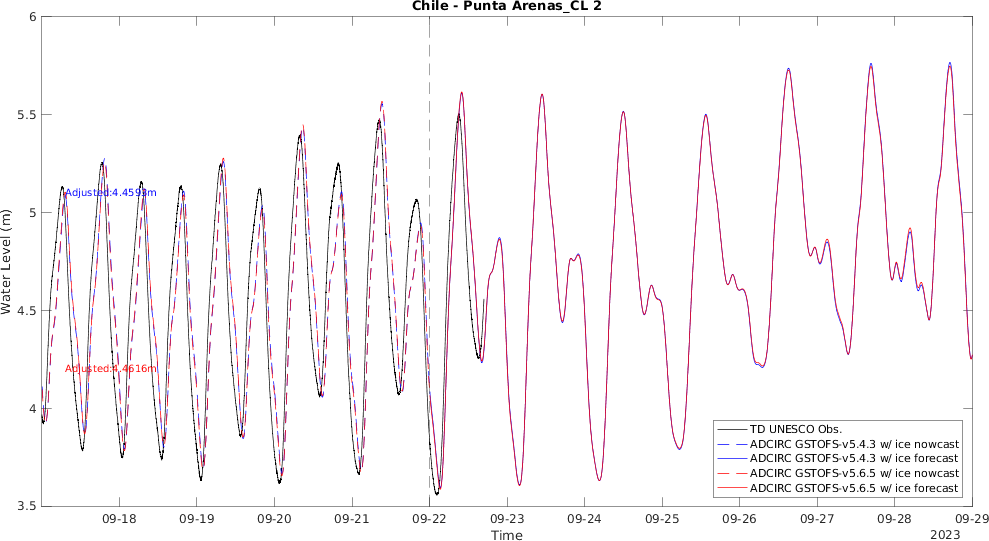 Chile - Punta Arenas_CL 2
Water Level (m)
6
5.5
5
4.5
4
3.5
Adjusted:4.4593m
Adjusted:4.4616m
TD UNESCO Obs.
ADCIRC GSTOFS-v5.4.3 w/ ice nowcast
ADCIRC GSTOFS-v5.4.3 w/ ice forecast
ADCIRC GSTOFS-v5.6.5 w/ ice nowcast
ADCIRC GSTOFS-v5.6.5 w/ ice forecast
09-18 09-19 09-20 09-21 09-22 09-23 09-24 09-25 09-26 09-27 09-28 09-29
Time
2023